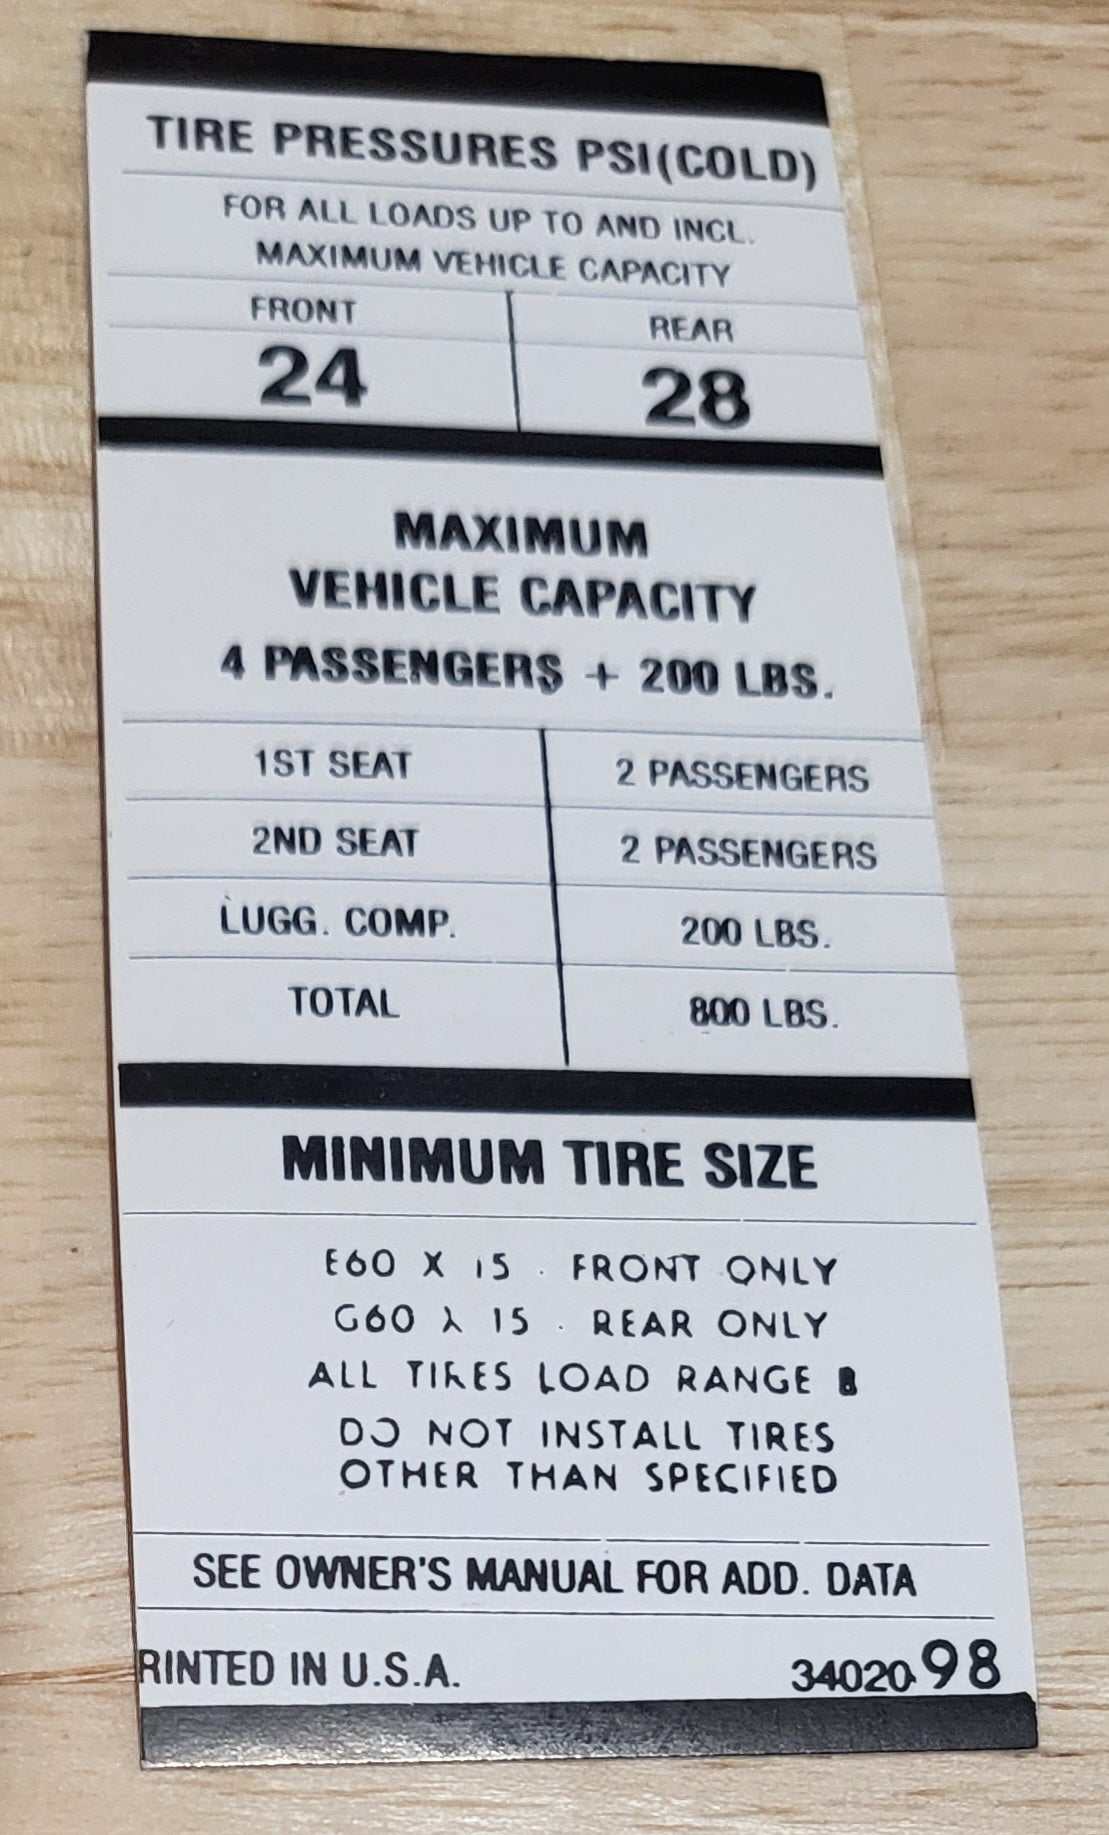 TIRE PRESSURES PSI(COLD)
FOR ALL LOADS UP TO AND INCL.
MAXIMUM VEHICLE CAPACITY
FRONT REAR
24 28
MAXIMUM
VEHICLE CAPACITY
4 PASSENGERS + 200 LBS.
1ST SEAT 2 PASSENGERS
2ND SEAT 2 PASSENGERS
LUGG. COMP. 200 LBS.
TOTAL 800 LBS.
MINIMUM TIRE SIZE
E60 X 15 . FRONT ONLY
G60 X 15 . REAR ONLY
ALL TIRES LOAD RANGE B
DO NOT INSTALL TIRES
OTHER THAN SPECIFIED
SEE OWNER'S MANUAL FOR ADD. DATA
RINTED IN U.S.A. 3402098